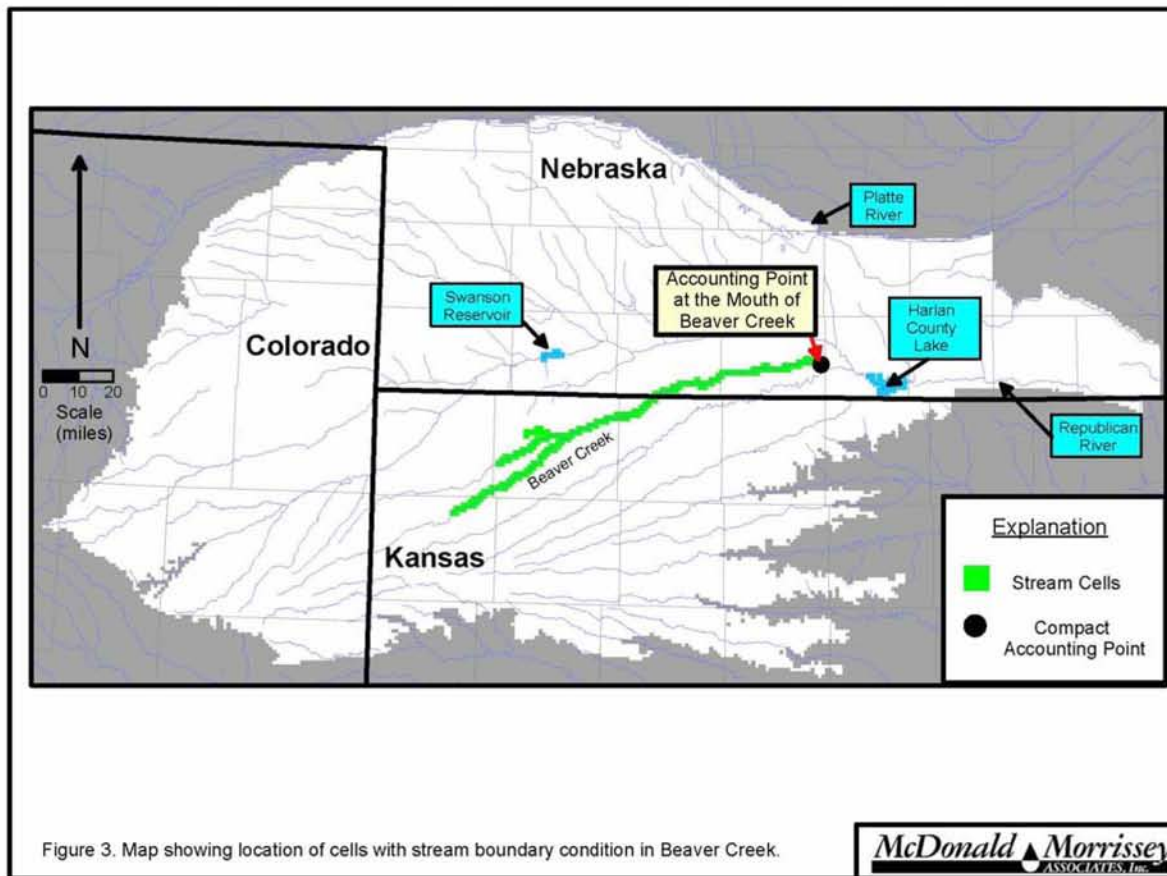 Nebraska
Platte
River
Accounting Point
at the Mouth of
Beaver Creek
Swanson
Reservoir
Harlan
County
Lake
N
Colorado
0 10 20
Scale
(miles)
Republican
River
Beaver Creek
Kansas
Explanation
Stream Cells
Compact
Accounting Point
Figure 3. Map showing location of cells with stream boundary condition in Beaver Creek.
McDonald Morrissey
ASSOCIATES, Inc.